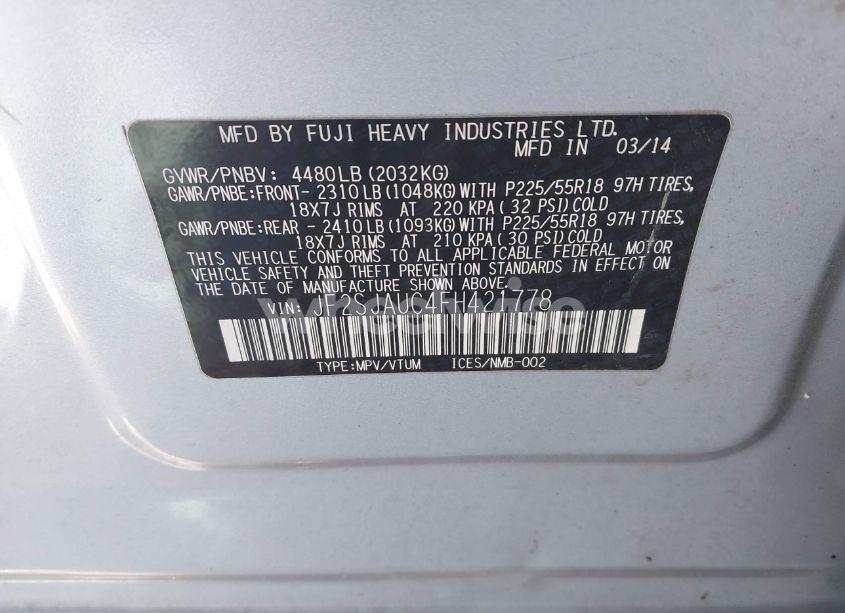 MFD BY FUJI HEAVY INDUSTRIES LTD.
MFD IN 03/14
GVWR/PNBV: 4480LB (2032KG)
GAWR/PNBE:FRONT- 2310LB (1048KG) WITH P225/55R18 97H TIRES,
18X7J RIMS AT 220 KPA ( 32 PSI) COLD
GAWR/PNBE:REAR - 2410LB (1093KG) WITH P225/55R18 97H TIRES,
18X7J RIMS AT 210 KPA ( 30 PSI) COLD
THIS VEHICLE CONFORMS TO ALL APPLICABLE FEDERAL MOTOR
VEHICLE SAFETY AND THEFT PREVENTION STANDARDS IN EFFECT ON
THE DATE OF MANUFACTURE SHOWN ABOVE.
VIN: JF2SJAUC4FH421778
TYPE:MPV/VTUM ICES/NMB-002